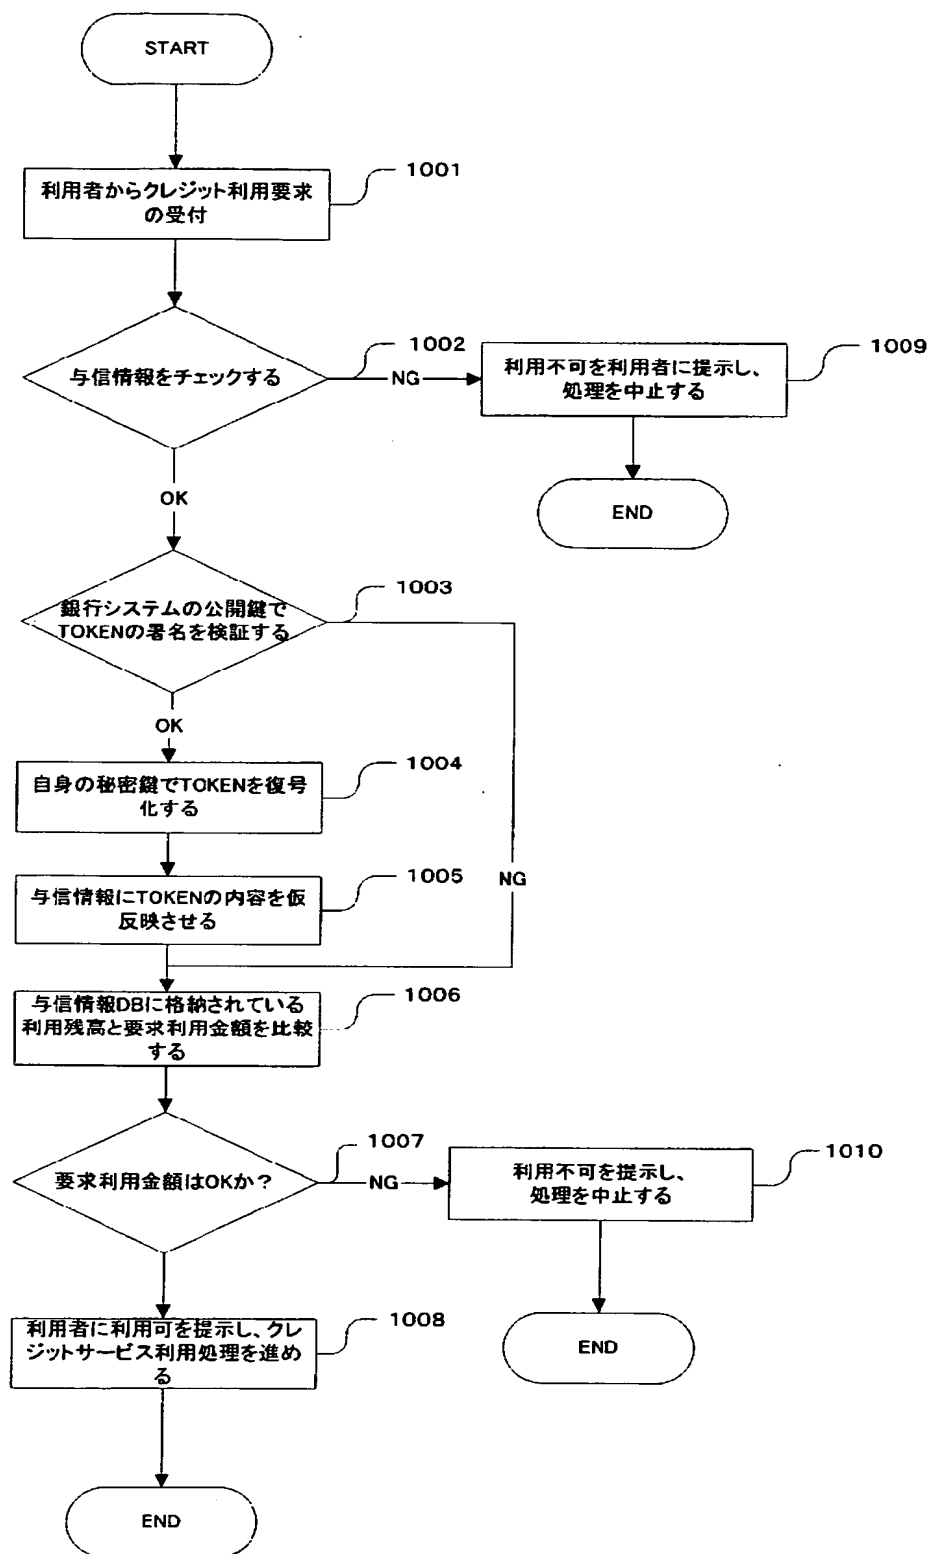 START
1001
利用者からクレジット利用要求
の受付
1002
与信情報をチェックする
NG
1009
利用不可を利用者に提示し、
処理を中止する
END
OK
1003
銀行システムの公開鍵で
TOKENの署名を検証する
OK
1004
自身の秘密鍵でTOKENを復号
化する
1005
与信情報にTOKENの内容を仮
反映させる
NG
1006
与信情報DBに格納されている
利用残高と要求利用金額を比較
する
1007
要求利用金額はOKか?
NG
1010
利用不可を提示し、
処理を中止する
END
1008
利用者に利用可を提示し、クレ
ジットサービス利用処理を進め
る
END